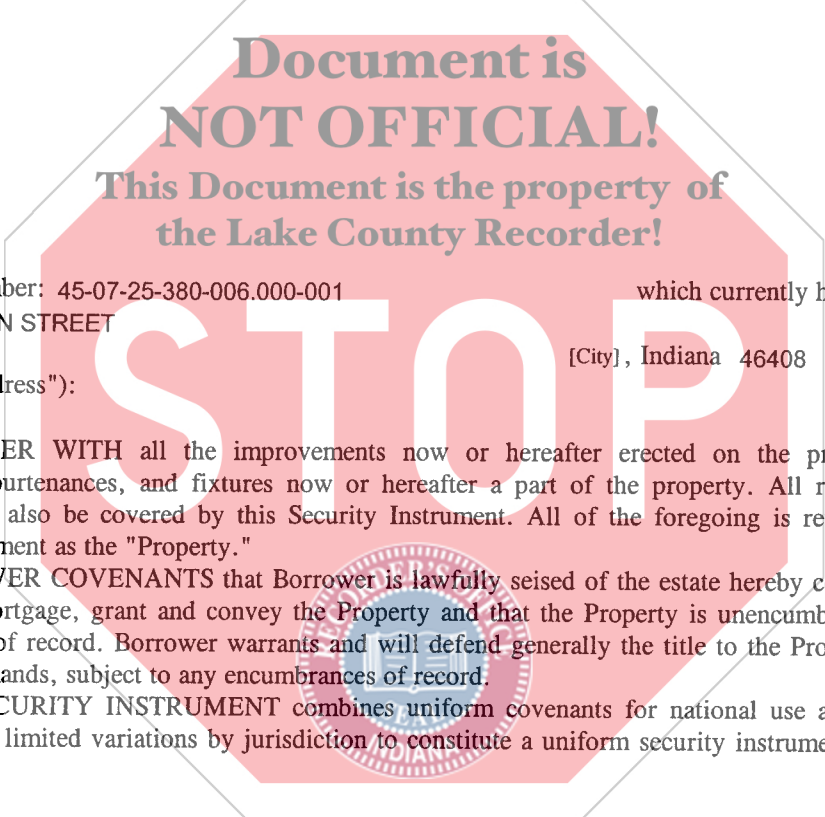 Document is
NOT OFFICIAL!
This Document is the property of
the Lake County Recorder!
ber: 45-07-25-380-006.000-001 which currently h
N STREET
STOP
[City], Indiana 46408
ress"):
ER WITH all the improvements now or hereafter erected on the pr
urtenances, and fixtures now or hereafter a part of the property. All r
also be covered by this Security Instrument. All of the foregoing is re
ment as the "Property."
VER COVENANTS that Borrower is lawfully seised of the estate hereby c
ortgage, grant and convey the Property and that the Property is unencumb
of record. Borrower warrants and will defend generally the title to the Pro
ands, subject to any encumbrances of record.
CURITY INSTRUMENT combines uniform covenants for national use a
limited variations by jurisdiction to constitute a uniform security instrume
SEAL
INDIANA